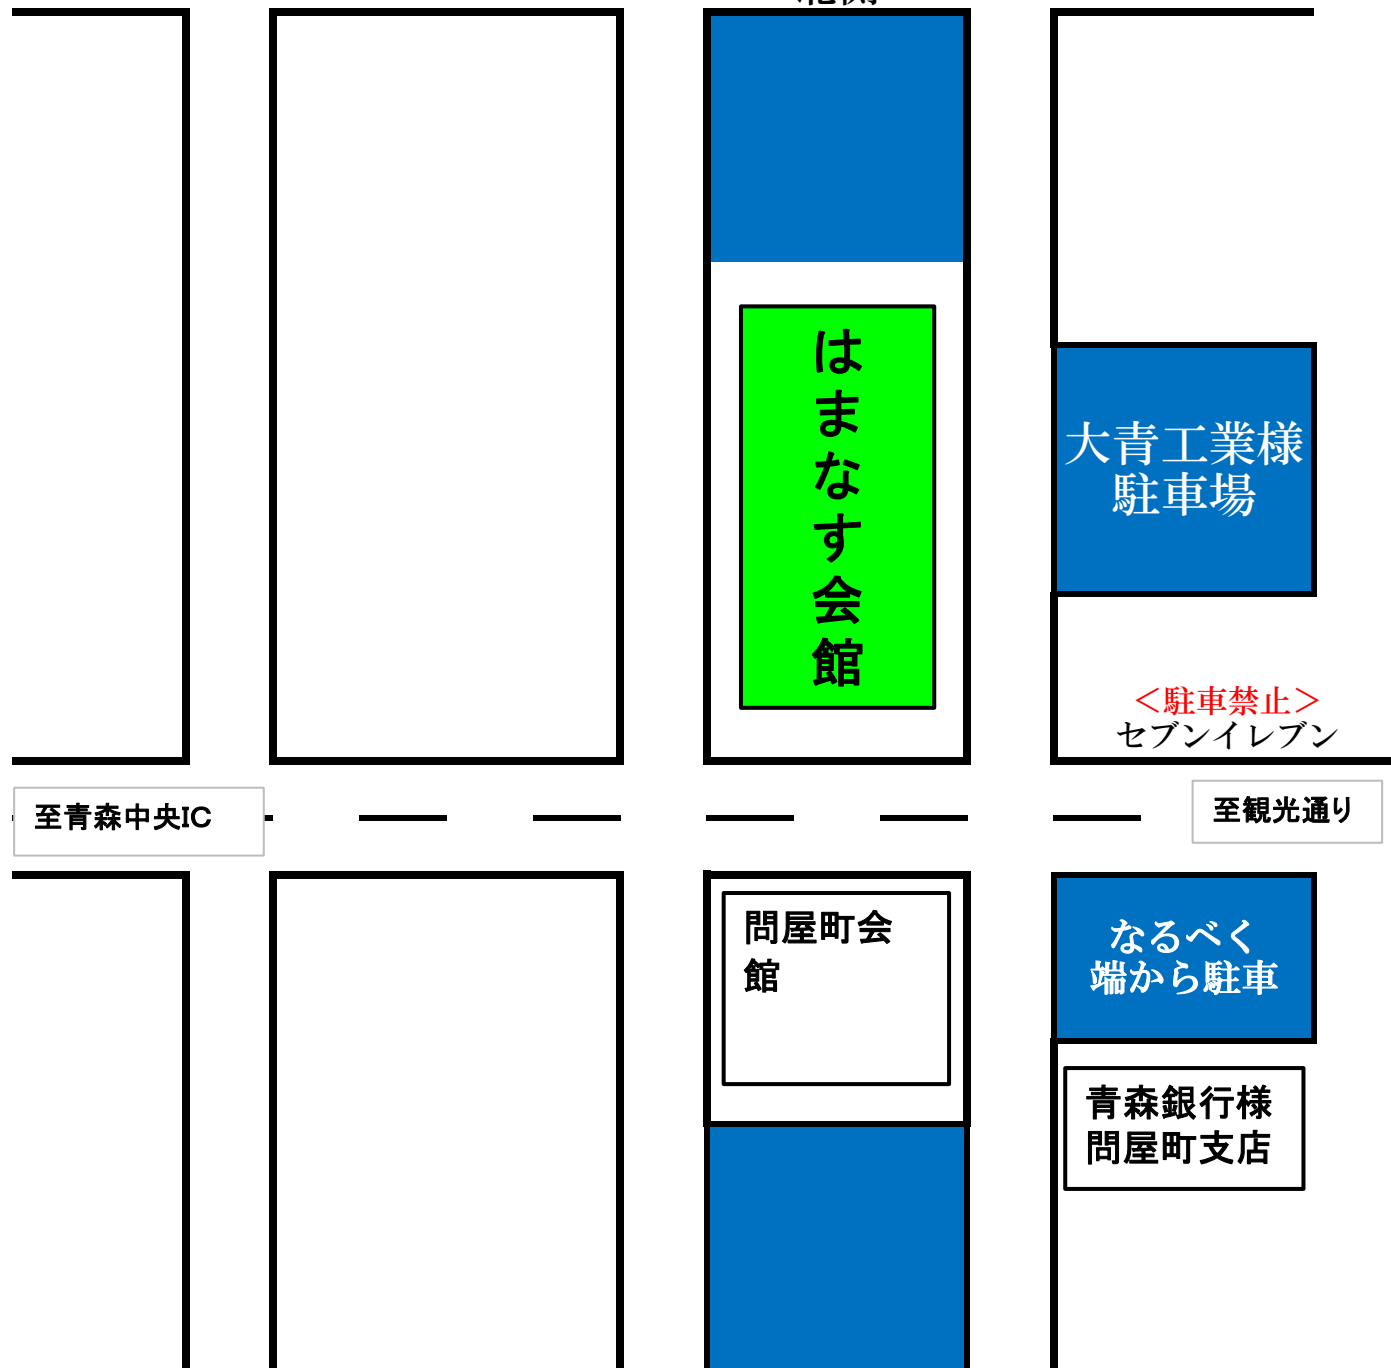 はまなす会館
大青工業様
駐車場
＜駐車禁止＞
セブンイレブン
至青森中央IC
至観光通り
問屋町会
館
なるべく
端から駐車
青森銀行様
問屋町支店